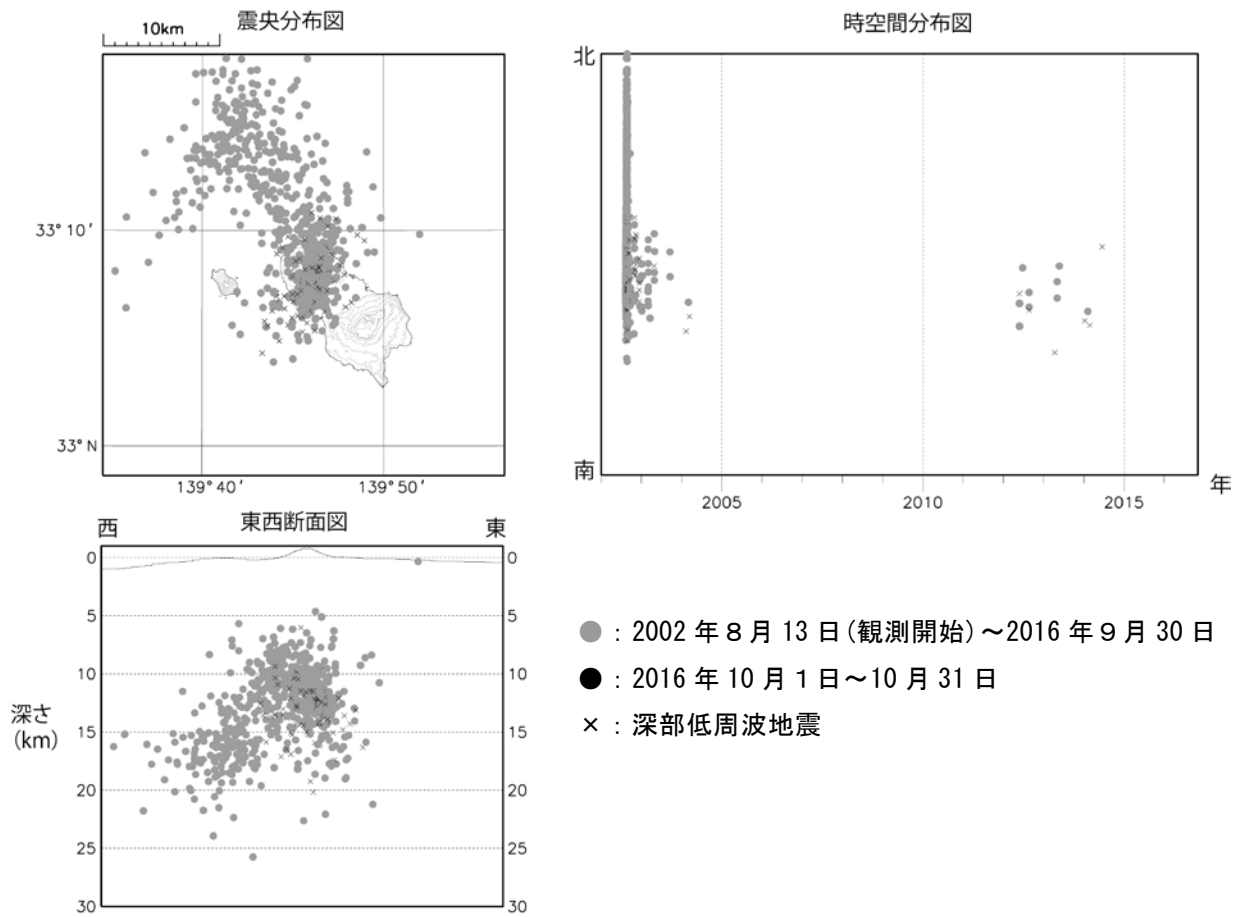 震央分布図
10km
33° 10′
33° N
139° 40′
139° 50′
時空間分布図
北
南
2005
2010
2015
年
東西断面図
西
東
深さ
(km)
0
5
10
15
20
25
30
0
5
10
15
20
25
30
●：2002 年８月 13 日(観測開始)～2016 年９月 30 日
●：2016 年 10 月１日～10 月 31 日
×：深部低周波地震